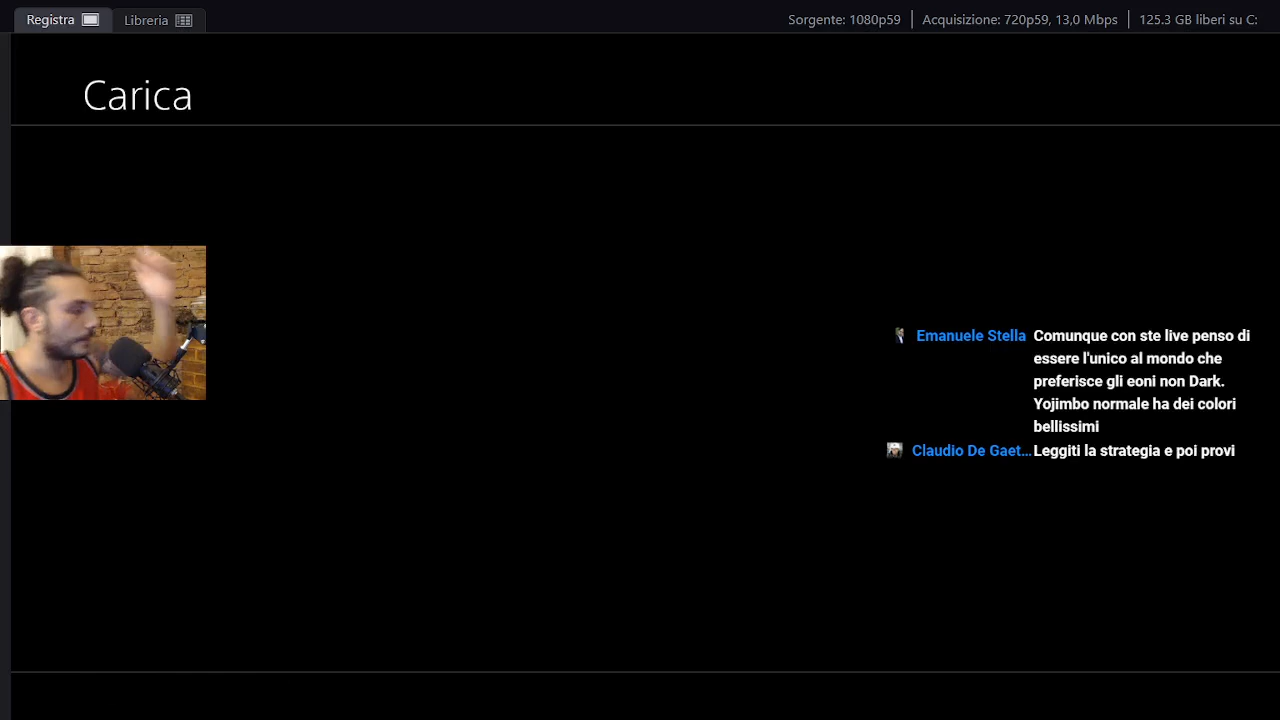 Registra
Libreria
Sorgente: 1080p59 | Acquisizione: 720p59, 13,0 Mbps | 125.3 GB liberi su C:
Carica
Emanuele Stella Comunque con ste live penso di
essere l'unico al mondo che
preferisce gli eoni non Dark.
Yojimbo normale ha dei colori
bellissimi
Claudio De Gaet... Leggiti la strategia e poi provi